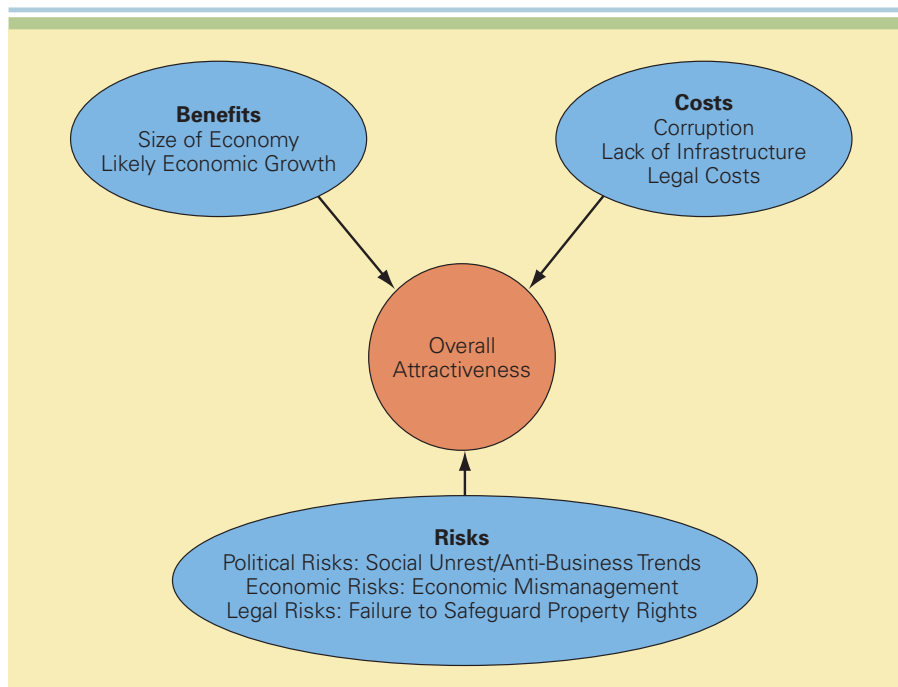 Benefits
Size of Economy
Likely Economic Growth
Costs
Corruption
Lack of Infrastructure
Legal Costs
Overall
Attractiveness
Risks
Political Risks: Social Unrest/Anti-Business Trends
Economic Risks: Economic Mismanagement
Legal Risks: Failure to Safeguard Property Rights